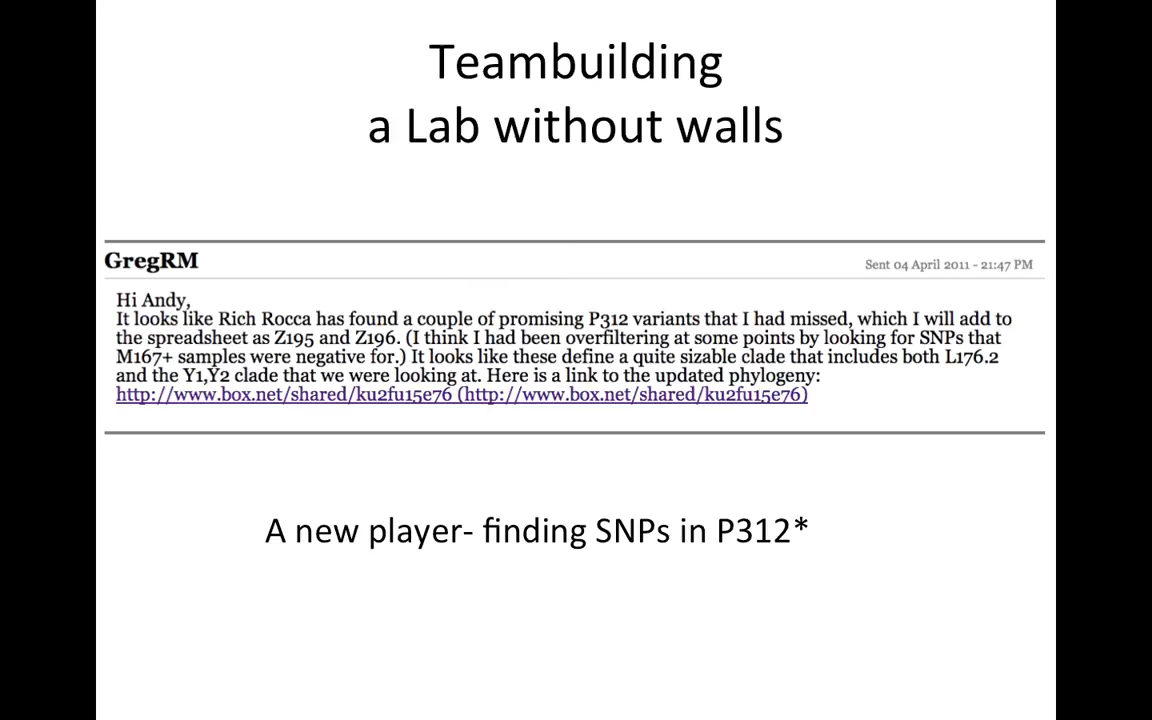 Teambuilding
a Lab without walls
GregRM
Sent 04 April 2011 - 21:47 PM
Hi Andy,
It looks like Rich Rocca has found a couple of promising P312 variants that I had missed, which I will add to
the spreadsheet as Z195 and Z196. (I think I had been overfiltering at some points by looking for SNPs that
M167+ samples were negative for.) It looks like these define a quite sizable clade that includes both L176.2
and the Y1,Y2 clade that we were looking at. Here is a link to the updated phylogeny:
http://www.box.net/shared/ku2fu15e76 (http://www.box.net/shared/ku2fu15e76)
A new player- finding SNPs in P312*